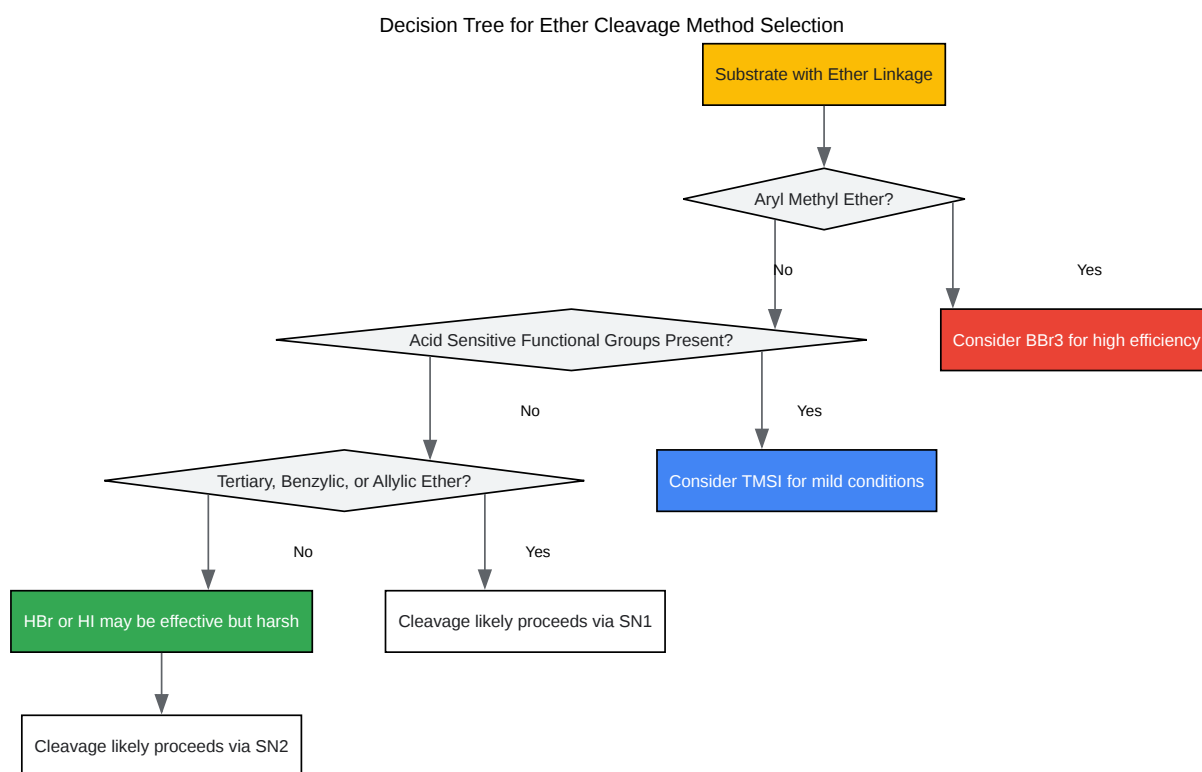 Decision Tree for Ether Cleavage Method Selection
Substrate with Ether Linkage
Aryl Methyl Ether?
No
Yes
Acid Sensitive Functional Groups Present?
Consider BBr3 for high efficiency
No
Yes
Tertiary, Benzylic, or Allylic Ether?
Consider TMSI for mild conditions
No
Yes
HBr or HI may be effective but harsh
Cleavage likely proceeds via SN1
Cleavage likely proceeds via SN2